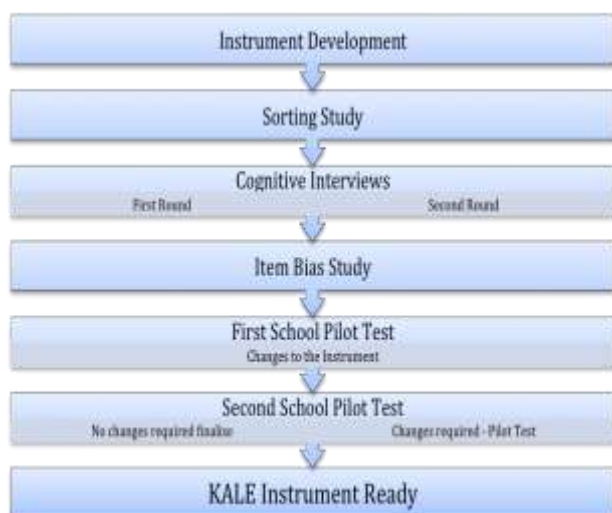 Instrument Development
Sorting Study
Cognitive Interviews
First Round Second Round
Item Bias Study
First School Pilot Test
Changes to the Instrument
Second School Pilot Test
No changes required finalise Changes required - Pilot Test
KALE Instrument Ready